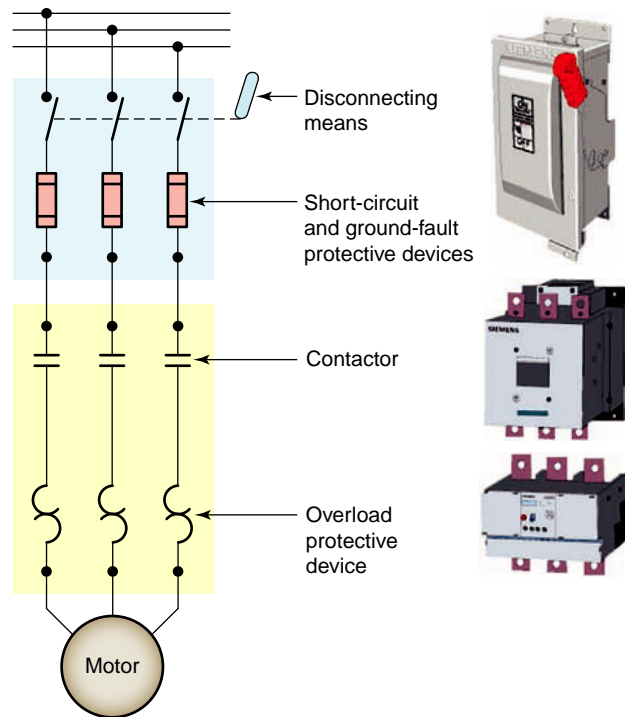 Disconnecting
means
SIEMENS
OFF
Short-circuit
and ground-fault
protective devices
SIEMENS
Contactor
Overload
protective
device
Motor